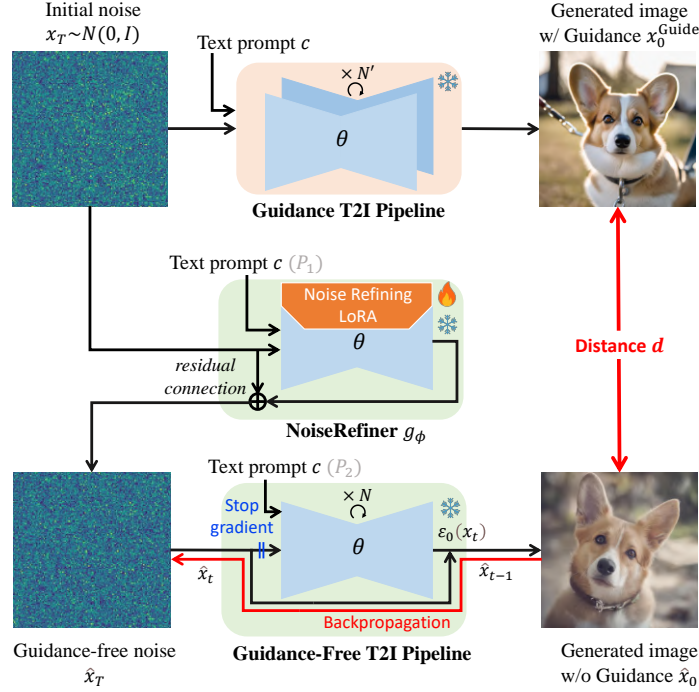 Initial noise
x_T~N(0, I)
Text prompt c
× N′
θ
Guidance T2I Pipeline
Generated image
w/ Guidance x_0^Guide
Text prompt c (P_1)
Noise Refining
LoRA
θ
residual
connection
NoiseRefiner g_ϕ
Distance d
Text prompt c (P_2)
Stop
gradient
× N
θ
ε_0(x_t)
x̂_t
x̂_{t−1}
Backpropagation
Guidance-Free T2I Pipeline
Guidance-free noise
x̂_T
Generated image
w/o Guidance x̂_0